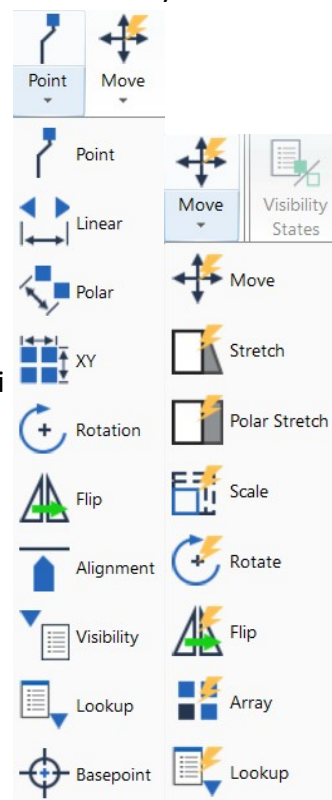 Point Move
Point
Linear
Polar
XY
i
Rotation
Flip
Alignment
Visibility
Lookup
Basepoint
Move Visibility
States
Move
Stretch
Polar Stretch
Scale
Rotate
Flip
Array
Lookup